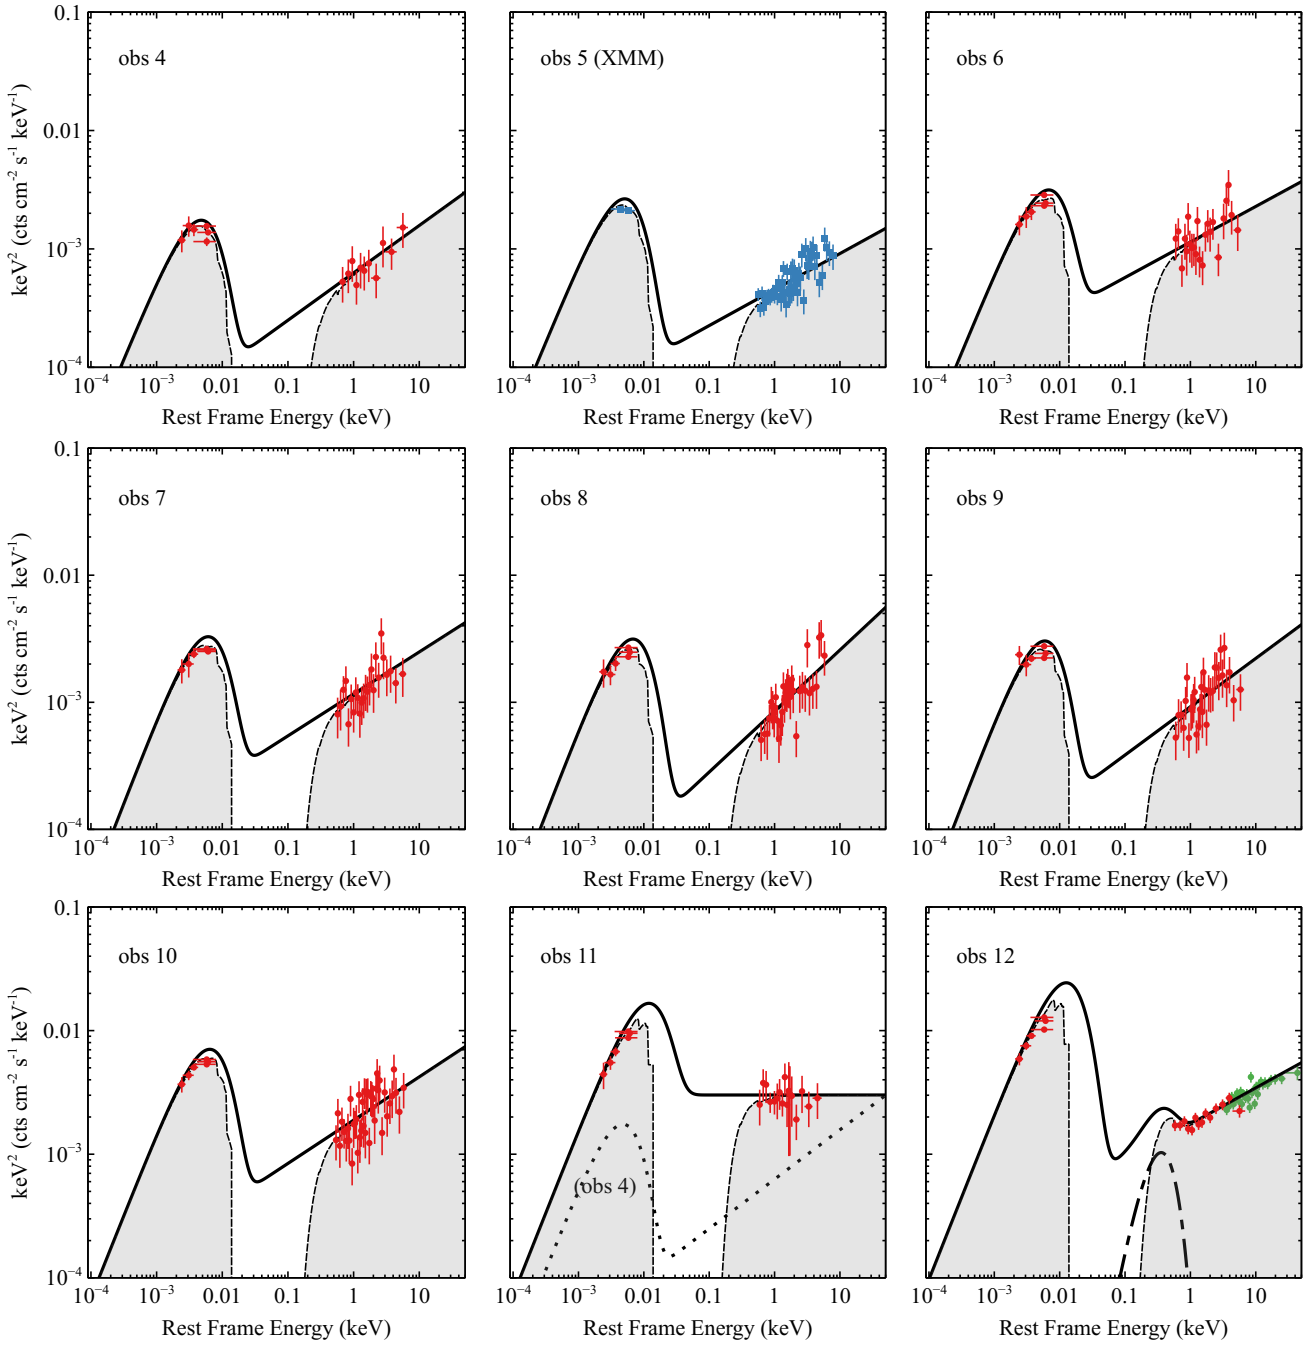 0.1
0.01
10⁻³
10⁻⁴
keV² (cts cm⁻² s⁻¹ keV⁻¹)
obs 4
10⁻⁴ 10⁻³ 0.01 0.1 1 10
Rest Frame Energy (keV)
obs 5 (XMM)
10⁻⁴ 10⁻³ 0.01 0.1 1 10
Rest Frame Energy (keV)
obs 6
10⁻⁴ 10⁻³ 0.01 0.1 1 10
Rest Frame Energy (keV)
0.1
0.01
10⁻³
10⁻⁴
keV² (cts cm⁻² s⁻¹ keV⁻¹)
obs 7
10⁻⁴ 10⁻³ 0.01 0.1 1 10
Rest Frame Energy (keV)
obs 8
10⁻⁴ 10⁻³ 0.01 0.1 1 10
Rest Frame Energy (keV)
obs 9
10⁻⁴ 10⁻³ 0.01 0.1 1 10
Rest Frame Energy (keV)
0.1
0.01
10⁻³
10⁻⁴
keV² (cts cm⁻² s⁻¹ keV⁻¹)
obs 10
10⁻⁴ 10⁻³ 0.01 0.1 1 10
Rest Frame Energy (keV)
obs 11
(obs 4)
10⁻⁴ 10⁻³ 0.01 0.1 1 10
Rest Frame Energy (keV)
obs 12
10⁻⁴ 10⁻³ 0.01 0.1 1 10
Rest Frame Energy (keV)